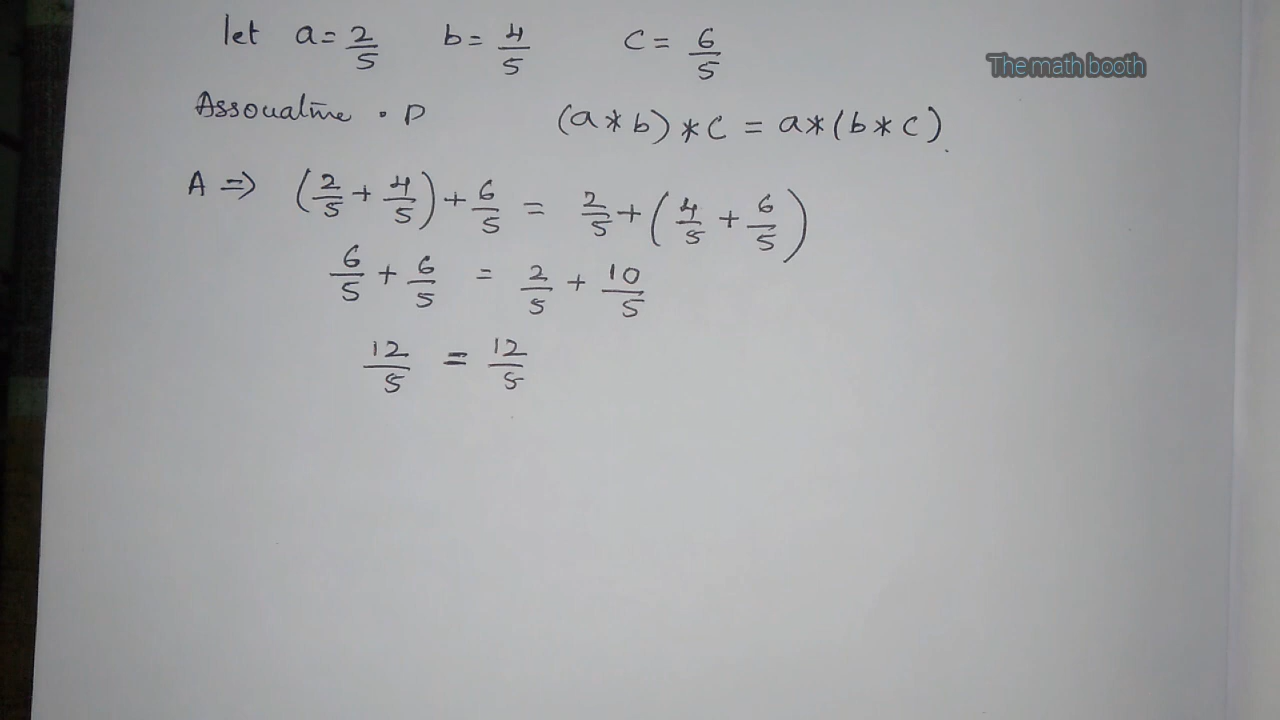 let a = 2/5 b = 4/5 c = 6/5
The math booth
Associative . P (a * b) * c = a * (b * c).
A => (2/5 + 4/5) + 6/5 = 2/5 + (4/5 + 6/5)
6/5 + 6/5 = 2/5 + 10/5
12/5 = 12/5